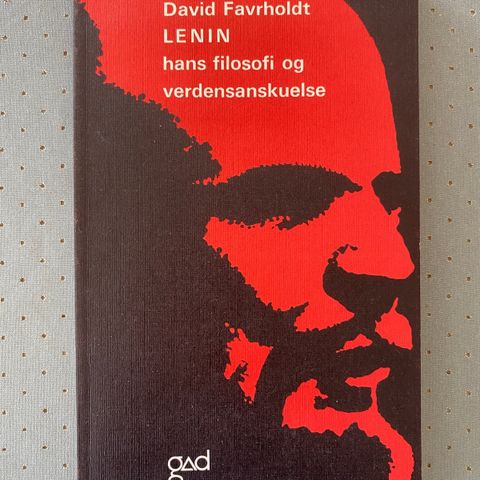 David Favrholdt
LENIN
hans filosofi og
verdensanskuelse
gad